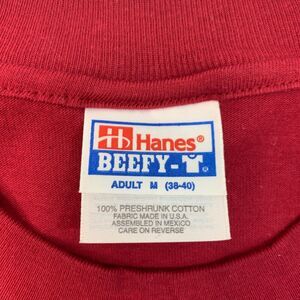 Hanes®
BEEFY-T®
ADULT M (38-40)
100% PRESHRUNK COTTON
FABRIC MADE IN U.S.A.
ASSEMBLED IN MEXICO
CARE ON REVERSE